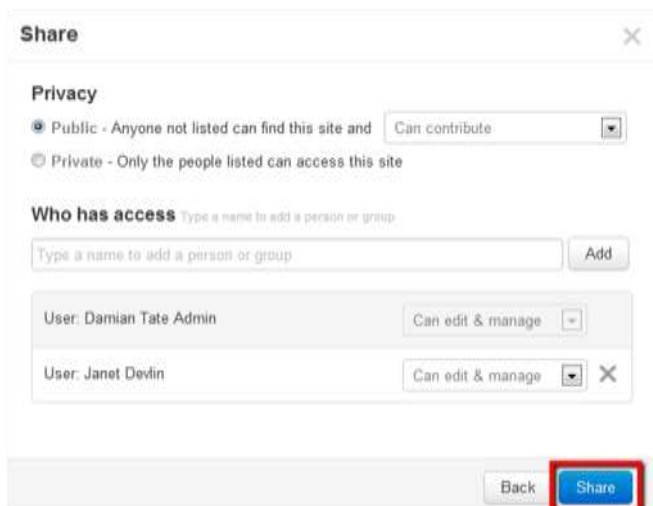 Share
Privacy
Public - Anyone not listed can find this site and Can contribute
Private - Only the people listed can access this site
Who has access Type a name to add a person or group
Type a name to add a person or group Add
User: Damian Tate Admin Can edit & manage
User: Janet Devlin Can edit & manage
Back Share